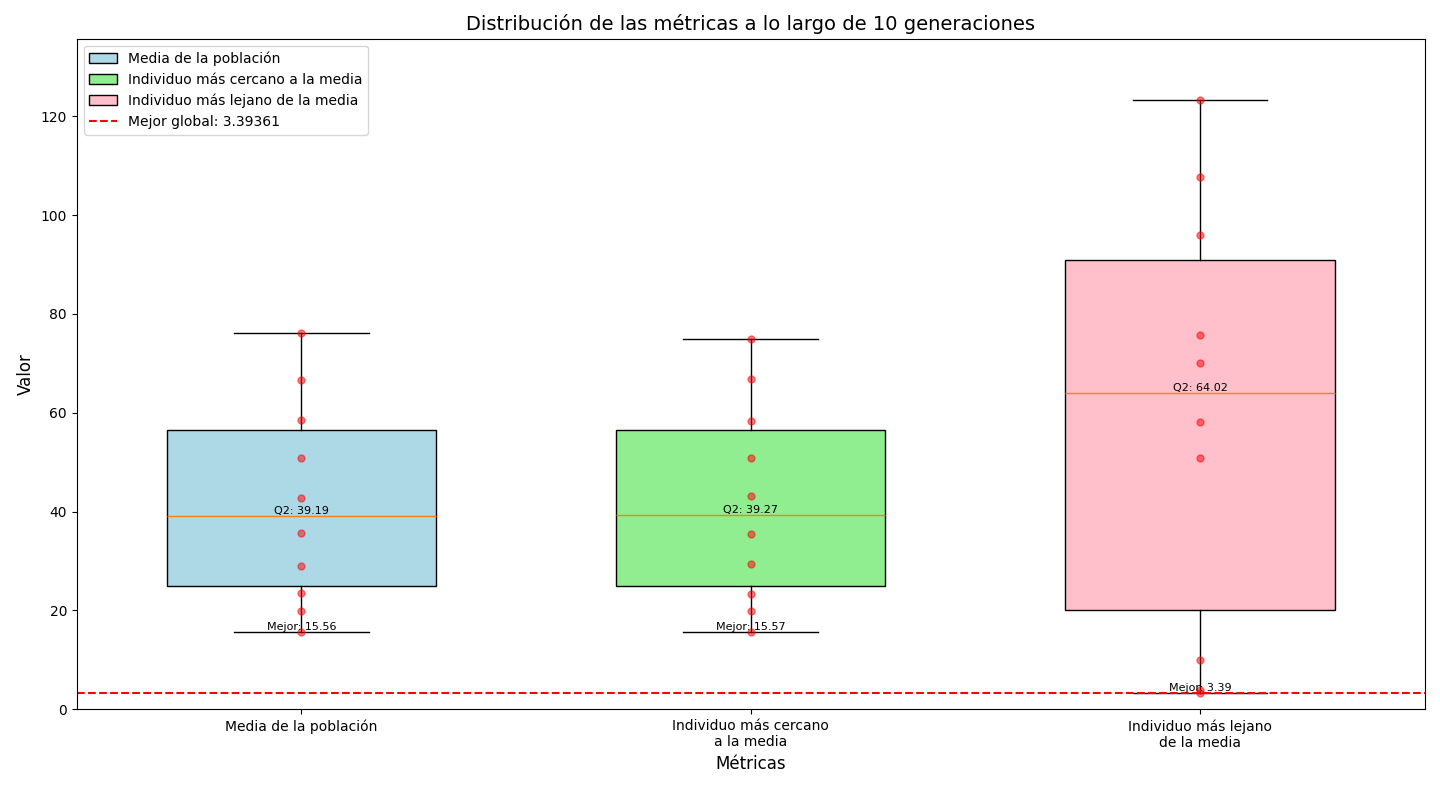 Distribución de las métricas a lo largo de 10 generaciones
Media de la población
Individuo más cercano a la media
Individuo más lejano de la media
Mejor global: 3.39361
120
100
80
60
40
20
0
Valor
Q2: 39.19
Mejor: 15.56
Q2: 39.27
Mejor: 15.57
Q2: 64.02
Mejor: 3.39
Media de la población
Individuo más cercano
a la media
Individuo más lejano
de la media
Métricas